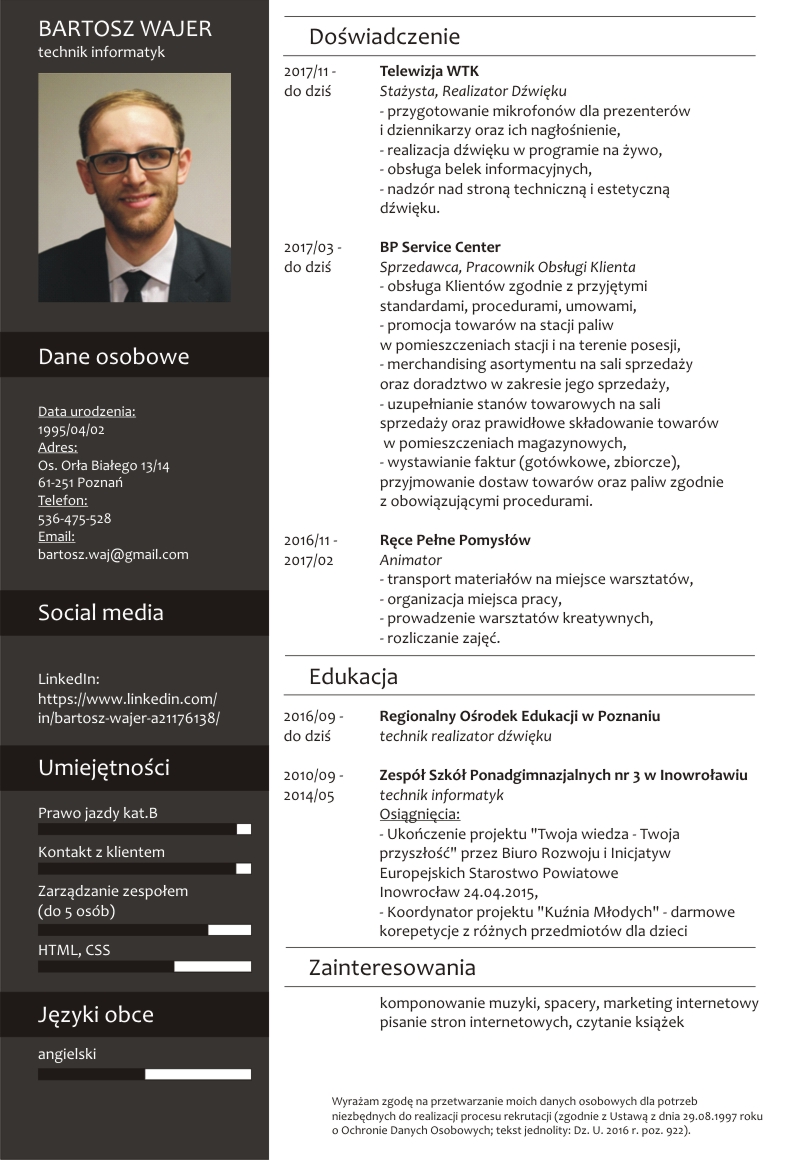 BARTOSZ WAJER
technik informatyk
Dane osobowe
Data urodzenia:
1995/04/02
Adres:
Os. Orła Białego 13/14
61-251 Poznań
Telefon:
536-475-528
Email:
bartosz.waj@gmail.com
Social media
LinkedIn:
https://www.linkedin.com/
in/bartosz-wajer-a21176138/
Umiejętności
Prawo jazdy kat.B
Kontakt z klientem
Zarządzanie zespołem
(do 5 osób)
HTML, CSS
Języki obce
angielski
Doświadczenie
2017/11 - Telewizja WTK
do dziś Stażysta, Realizator Dźwięku
- przygotowanie mikrofonów dla prezenterów
i dziennikarzy oraz ich nagłośnienie,
- realizacja dźwięku w programie na żywo,
- obsługa belek informacyjnych,
- nadzór nad stroną techniczną i estetyczną
dźwięku.
2017/03 - BP Service Center
do dziś Sprzedawca, Pracownik Obsługi Klienta
- obsługa Klientów zgodnie z przyjętymi
standardami, procedurami, umowami,
- promocja towarów na stacji paliw
w pomieszczeniach stacji i na terenie posesji,
- merchandising asortymentu na sali sprzedaży
oraz doradztwo w zakresie jego sprzedaży,
- uzupełnianie stanów towarowych na sali
sprzedaży oraz prawidłowe składowanie towarów
w pomieszczeniach magazynowych,
- wystawianie faktur (gotówkowe, zbiorcze),
przyjmowanie dostaw towarów oraz paliw zgodnie
z obowiązującymi procedurami.
2016/11 - Ręce Pełne Pomysłów
2017/02 Animator
- transport materiałów na miejsce warsztatów,
- organizacja miejsca pracy,
- prowadzenie warsztatów kreatywnych,
- rozliczanie zajęć.
Edukacja
2016/09 - Regionalny Ośrodek Edukacji w Poznaniu
do dziś technik realizator dźwięku
2010/09 - Zespół Szkół Ponadgimnazjalnych nr 3 w Inowroławiu
2014/05 technik informatyk
Osiągnięcia:
- Ukończenie projektu "Twoja wiedza - Twoja
przyszłość" przez Biuro Rozwoju i Inicjatyw
Europejskich Starostwo Powiatowe
Inowrocław 24.04.2015,
- Koordynator projektu "Kuźnia Młodych" - darmowe
korepetycje z różnych przedmiotów dla dzieci
Zainteresowania
komponowanie muzyki, spacery, marketing internetowy
pisanie stron internetowych, czytanie książek
Wyrażam zgodę na przetwarzanie moich danych osobowych dla potrzeb
niezbędnych do realizacji procesu rekrutacji (zgodnie z Ustawą z dnia 29.08.1997 roku
o Ochronie Danych Osobowych; tekst jednolity: Dz. U. 2016 r. poz. 922).